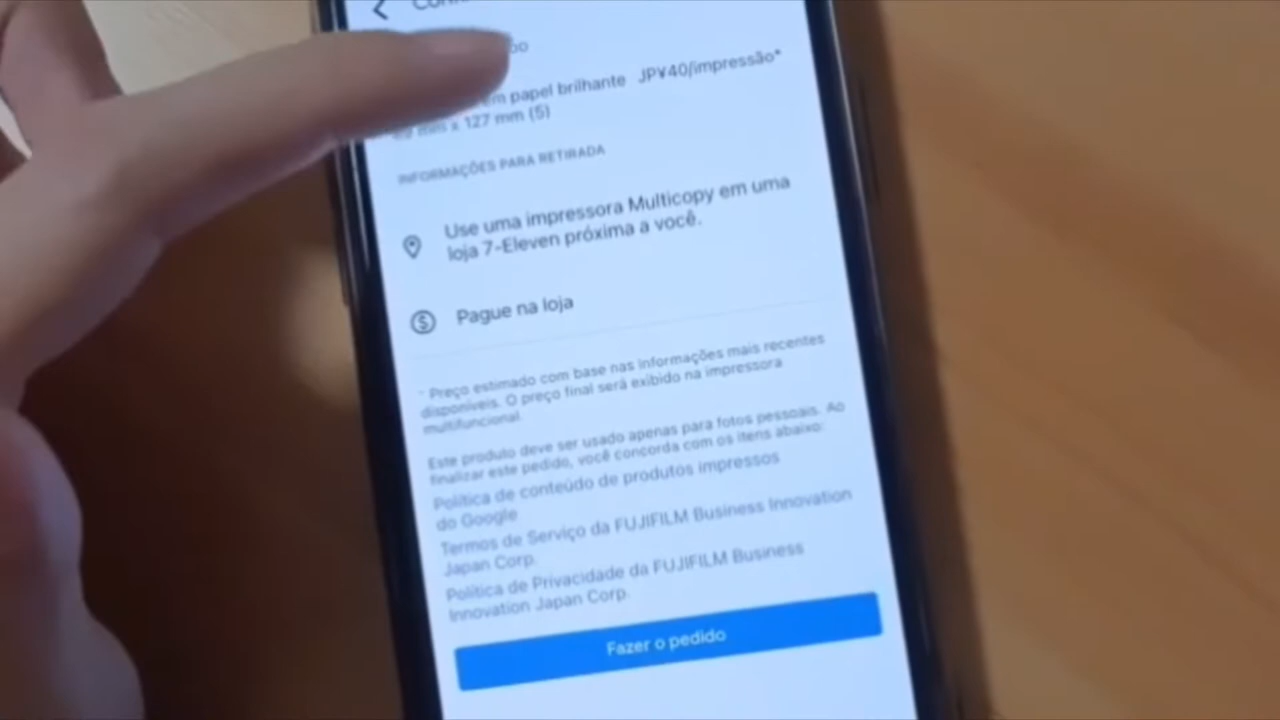 em papel brilhante JP¥40/impressão*
mm x 127 mm (5)
INFORMAÇÕES PARA RETIRADA
Use uma impressora Multicopy em uma
loja 7-Eleven próxima a você.
Pague na loja
* Preço estimado com base nas informações mais recentes
disponíveis. O preço final será exibido na impressora
multifuncional.
Este produto deve ser usado apenas para fotos pessoais. Ao
finalizar este pedido, você concorda com os itens abaixo:
Política de conteúdo de produtos impressos
do Google
Termos de Serviço da FUJIFILM Business Innovation
Japan Corp.
Política de Privacidade da FUJIFILM Business
Innovation Japan Corp.
Fazer o pedido